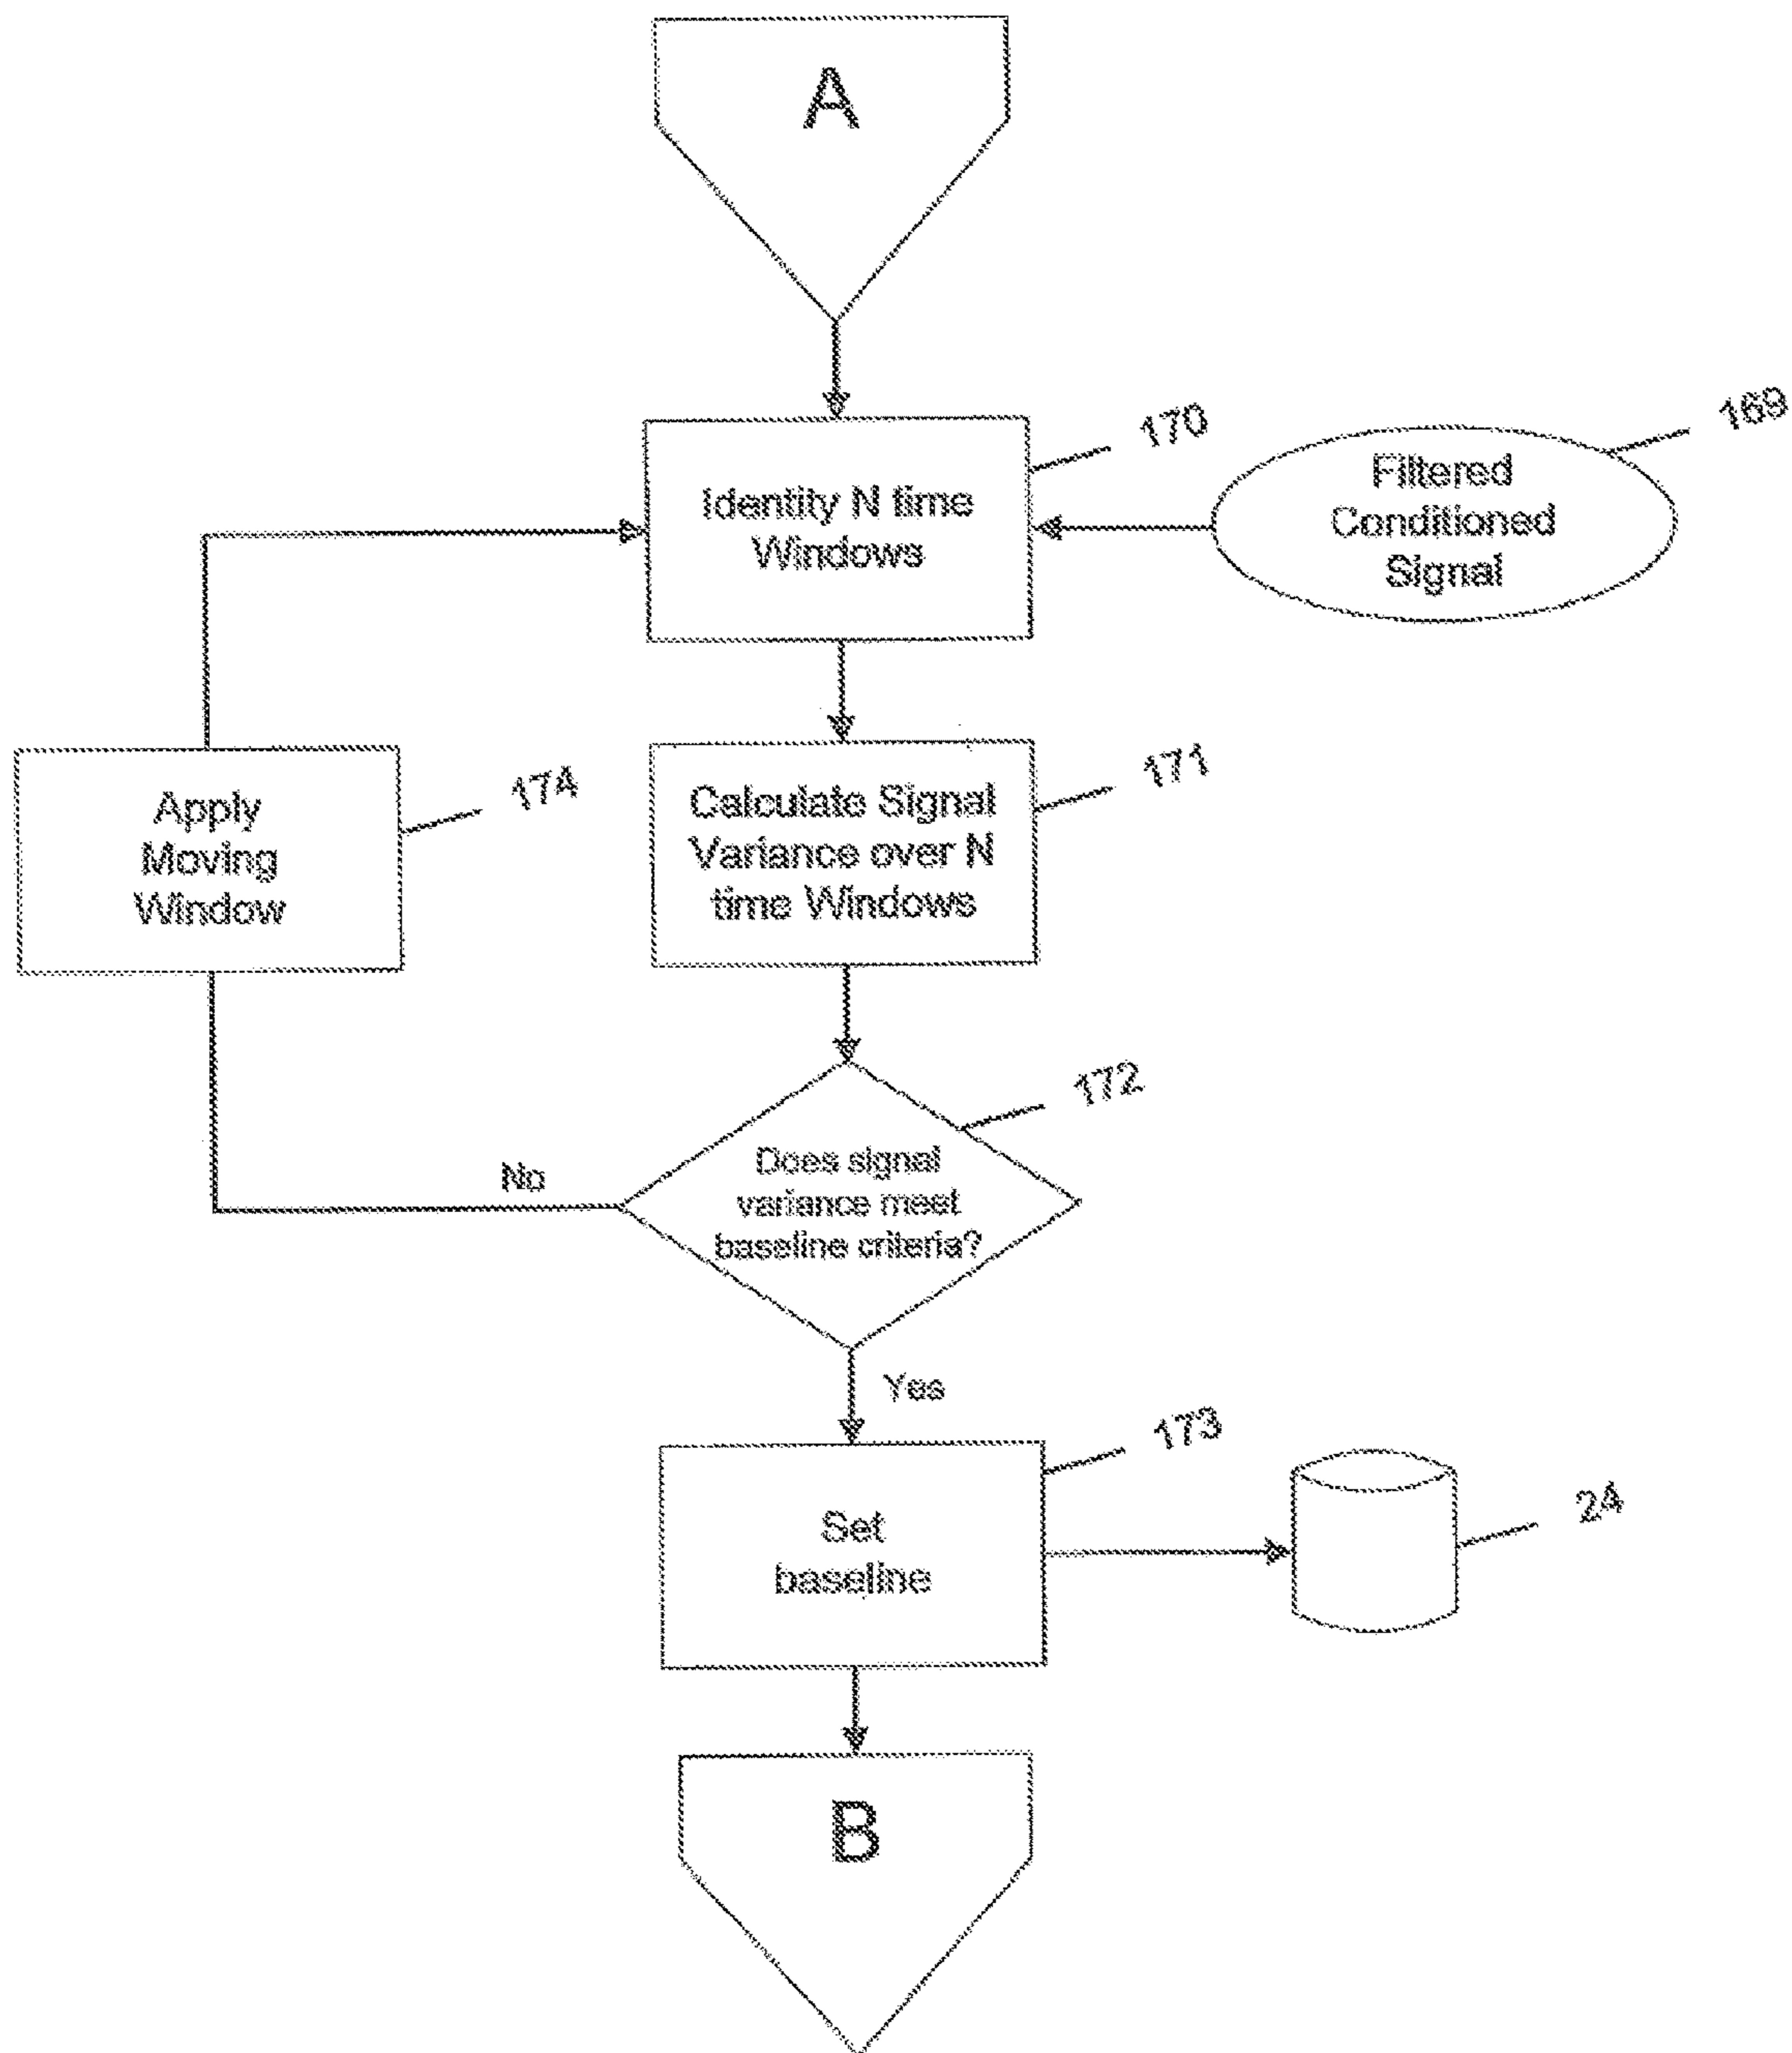 A
170
169
Identity N time
Windows
Filtered
Conditioned
Signal
174
Apply
Moving
Window
171
Calculate Signal
Variance over N
time Windows
172
Does signal
variance meet
baseline criteria?
No
Yes
173
Set
baseline
24
B